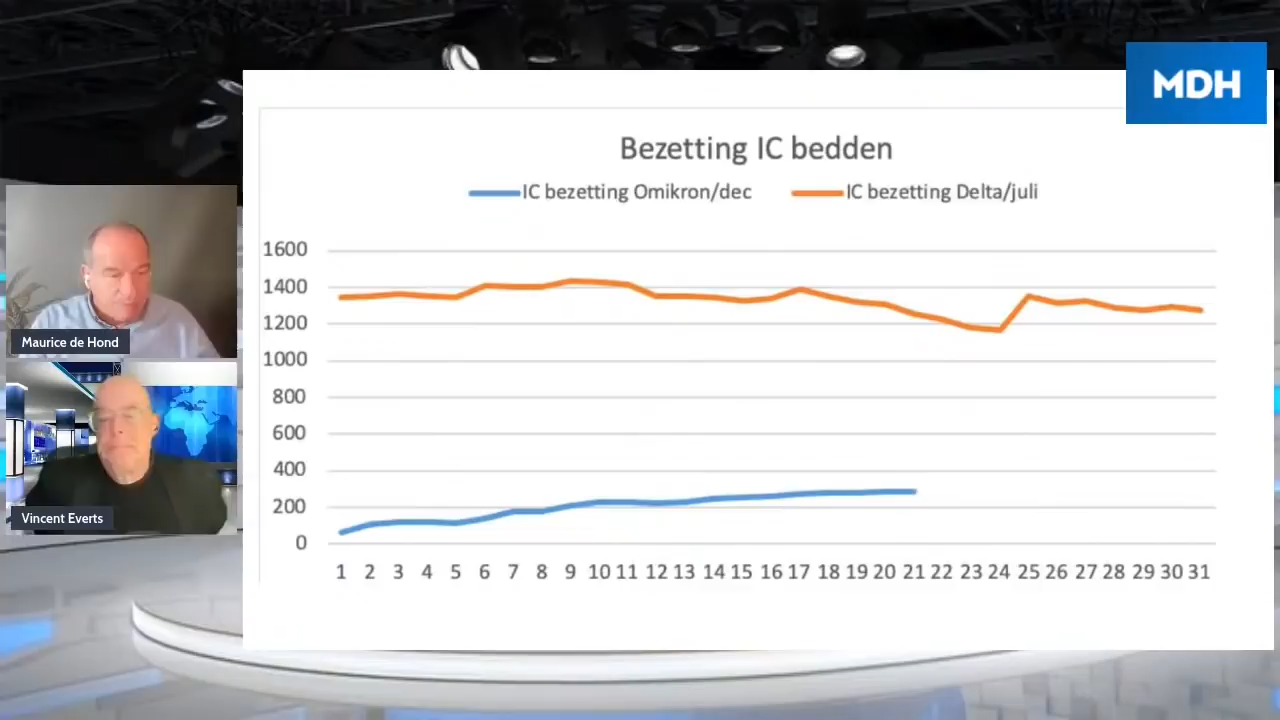 MDH
Bezetting IC bedden
IC bezetting Omikron/dec IC bezetting Delta/juli
1600
1400
1200
1000
800
600
400
200
0
1 2 3 4 5 6 7 8 9 10 11 12 13 14 15 16 17 18 19 20 21 22 23 24 25 26 27 28 29 30 31
Maurice de Hond
Vincent Everts